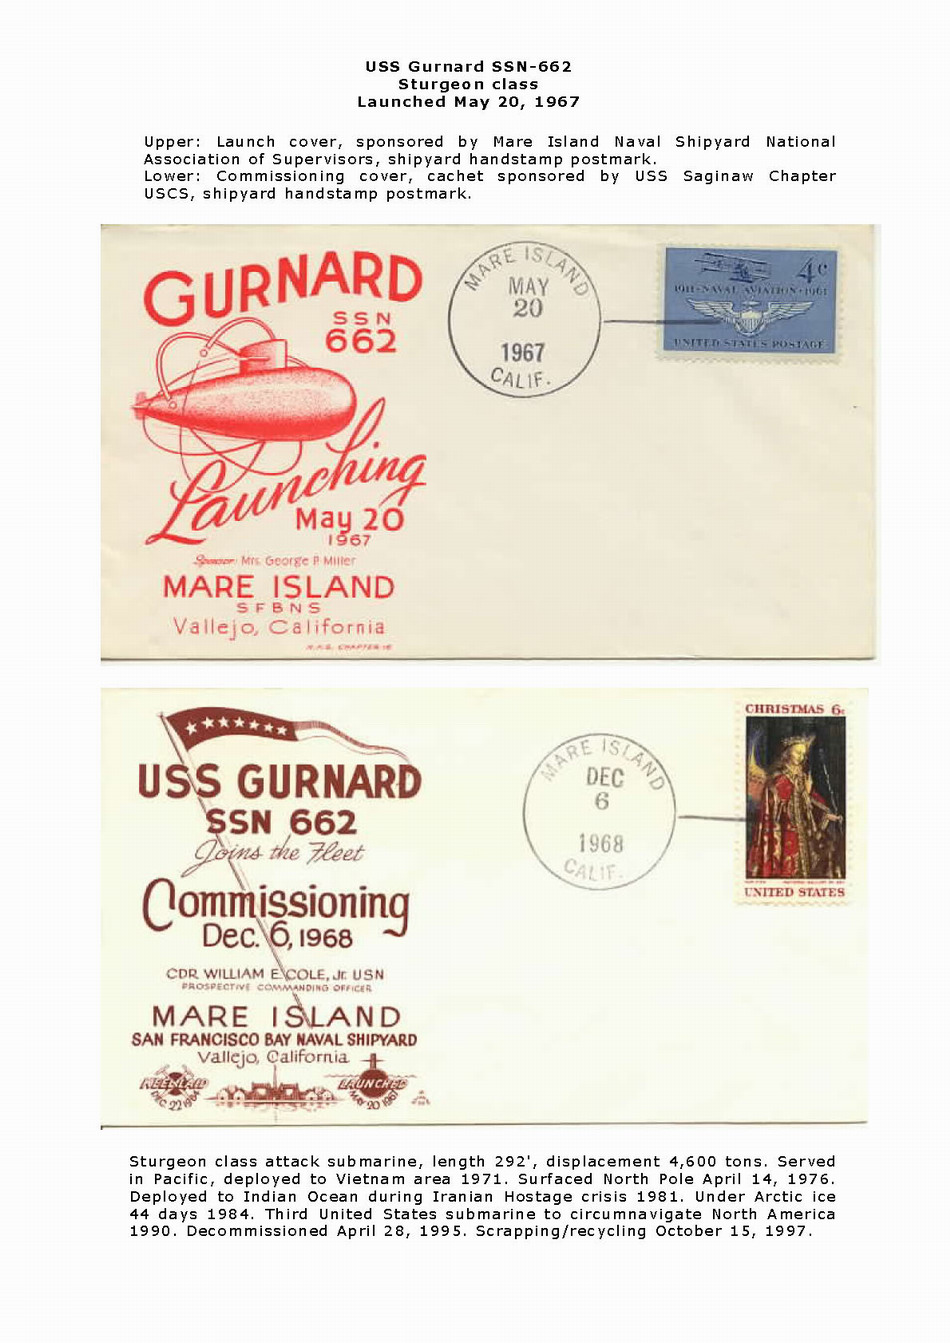 USS Gurnard SSN-662
Sturgeon class
Launched May 20, 1967
Upper: Launch cover, sponsored by Mare Island Naval Shipyard National
Association of Supervisors, shipyard handstamp postmark.
Lower: Commissioning cover, cachet sponsored by USS Saginaw Chapter
USCS, shipyard handstamp postmark.
GURNARD
SSN
662
Launching
May 20
1967
Sponsor: Mrs. George P. Miller
MARE ISLAND
SFBNS
Vallejo, California
MARE ISLAND
MAY
20
1967
CALIF.
4c
1911·NAVAL AVIATION·1961
UNITED STATES POSTAGE
USS GURNARD
SSN 662
Joins the Fleet
Commissioning
Dec. 6, 1968
CDR. WILLIAM E. COLE, Jr. USN
PROSPECTIVE COMMANDING OFFICER
MARE ISLAND
SAN FRANCISCO BAY NAVAL SHIPYARD
Vallejo, California
KEEL LAID
DEC. 22 1964
LAUNCHED
MAY 20 1967
MARE ISLAND
DEC
6
1968
CALIF.
CHRISTMAS 6c
UNITED STATES
Sturgeon class attack submarine, length 292', displacement 4,600 tons. Served
in Pacific, deployed to Vietnam area 1971. Surfaced North Pole April 14, 1976.
Deployed to Indian Ocean during Iranian Hostage crisis 1981. Under Arctic ice
44 days 1984. Third United States submarine to circumnavigate North America
1990. Decommissioned April 28, 1995. Scrapping/recycling October 15, 1997.